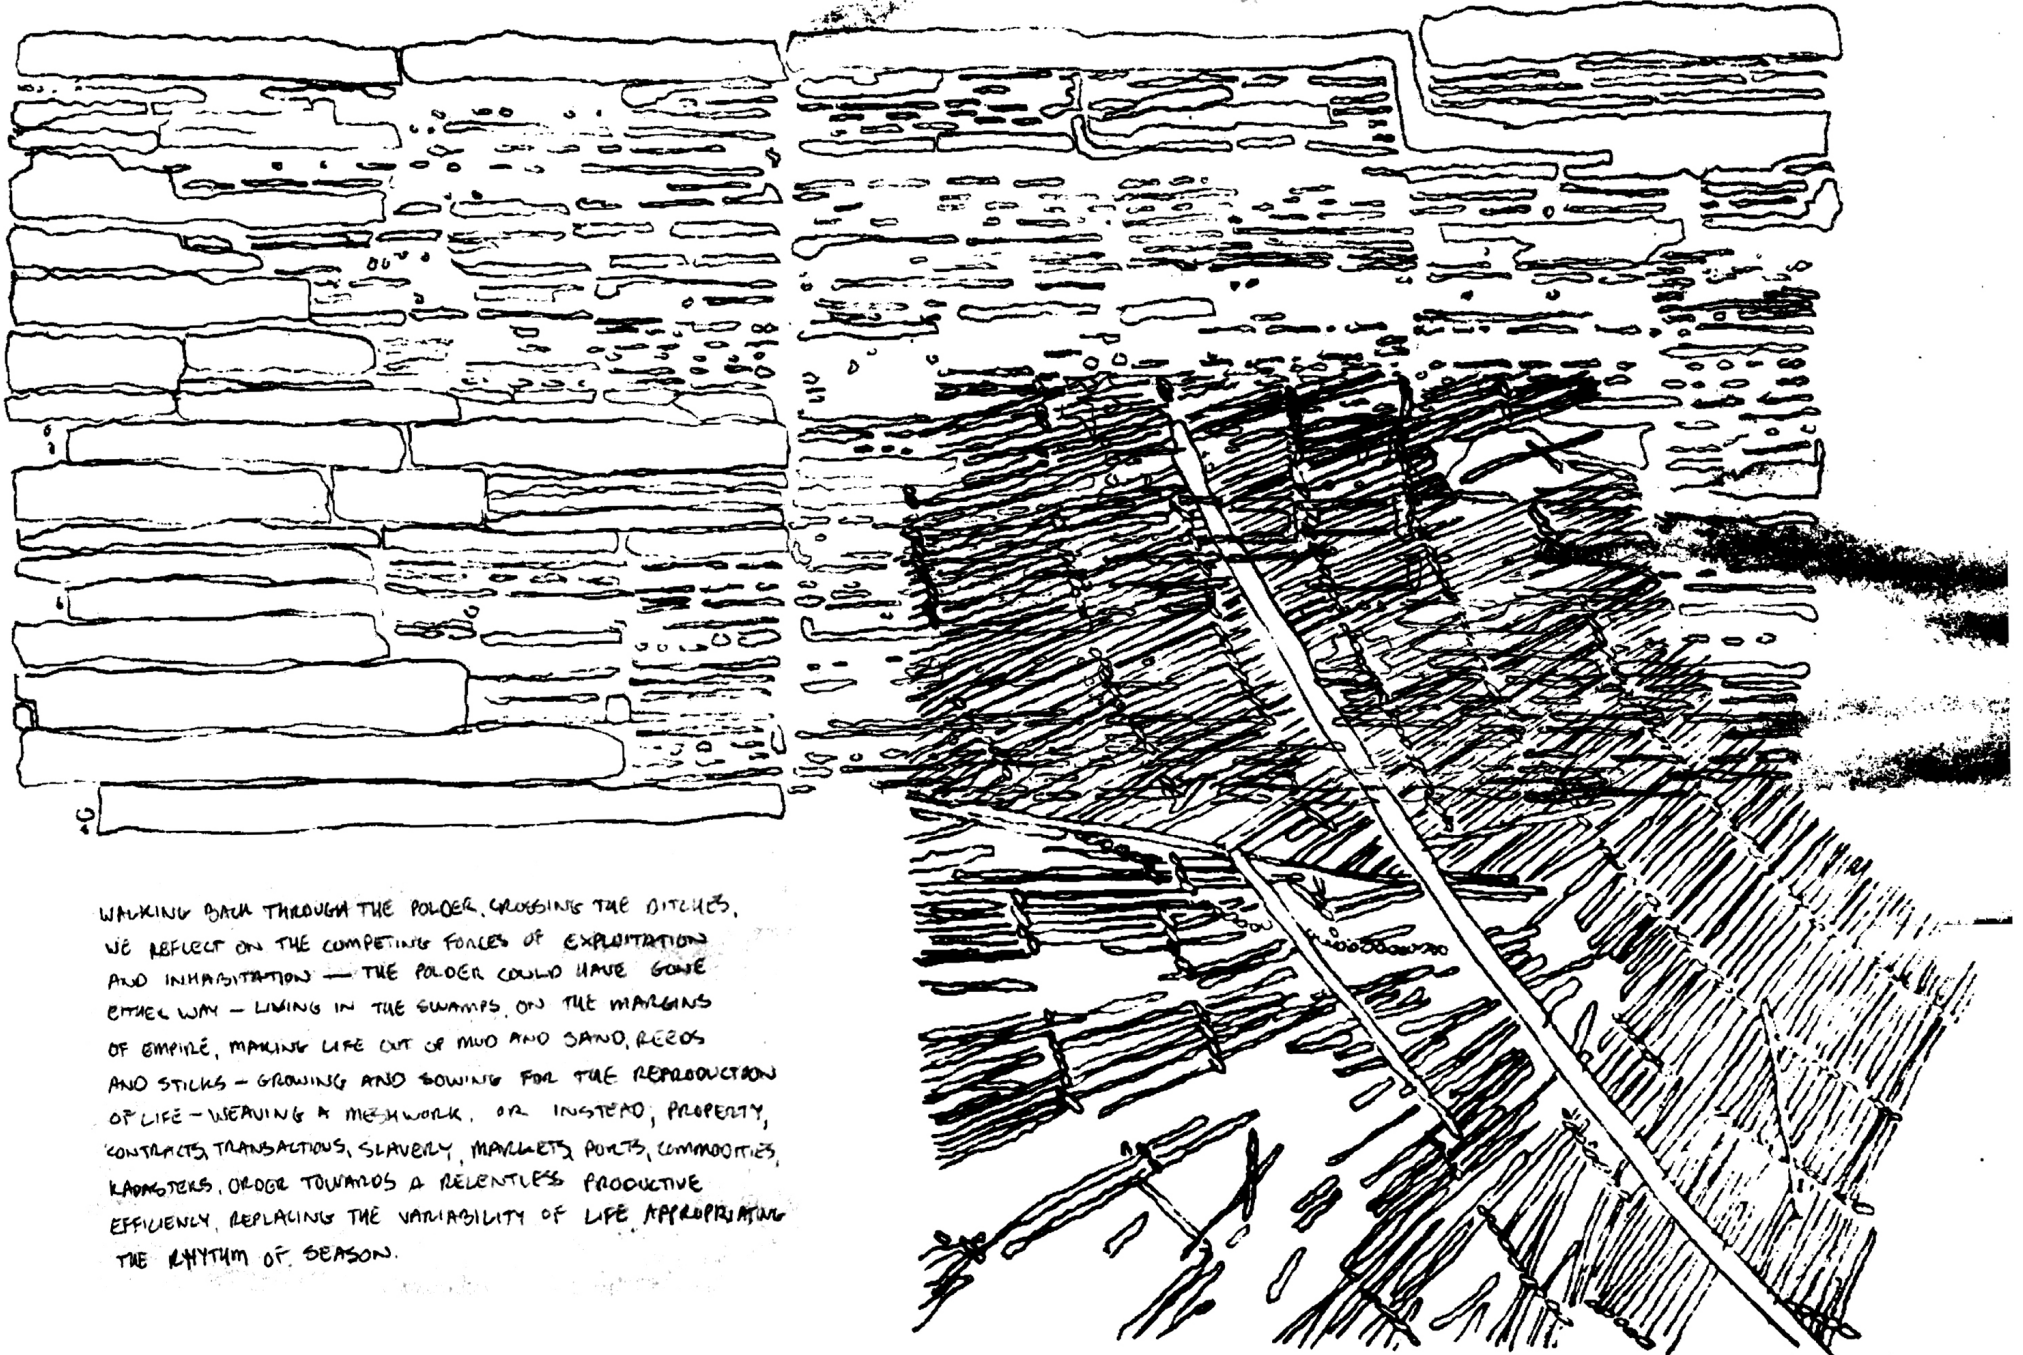 WALKING BACK THROUGH THE POLDER, CROSSING THE DITCHES,
WE REFLECT ON THE COMPETING FORCES OF EXPLOITATION
AND INHABITATION — THE POLDER COULD HAVE GONE
EITHER WAY – LIVING IN THE SWAMPS, ON THE MARGINS
OF EMPIRE, MAKING LIFE OUT OF MUD AND SAND, REEDS
AND STICKS – GROWING AND SOWING FOR THE REPRODUCTION
OF LIFE – WEAVING A MESHWORK. OR INSTEAD, PROPERTY,
CONTRACTS, TRANSACTIONS, SLAVERY, MARKETS, PORTS, COMMODITIES,
KADASTERS, ORDER TOWARDS A RELENTLESS PRODUCTIVE
EFFICIENCY, REPLACING THE VARIABILITY OF LIFE, APPROPRIATING
THE RHYTHM OF SEASON.